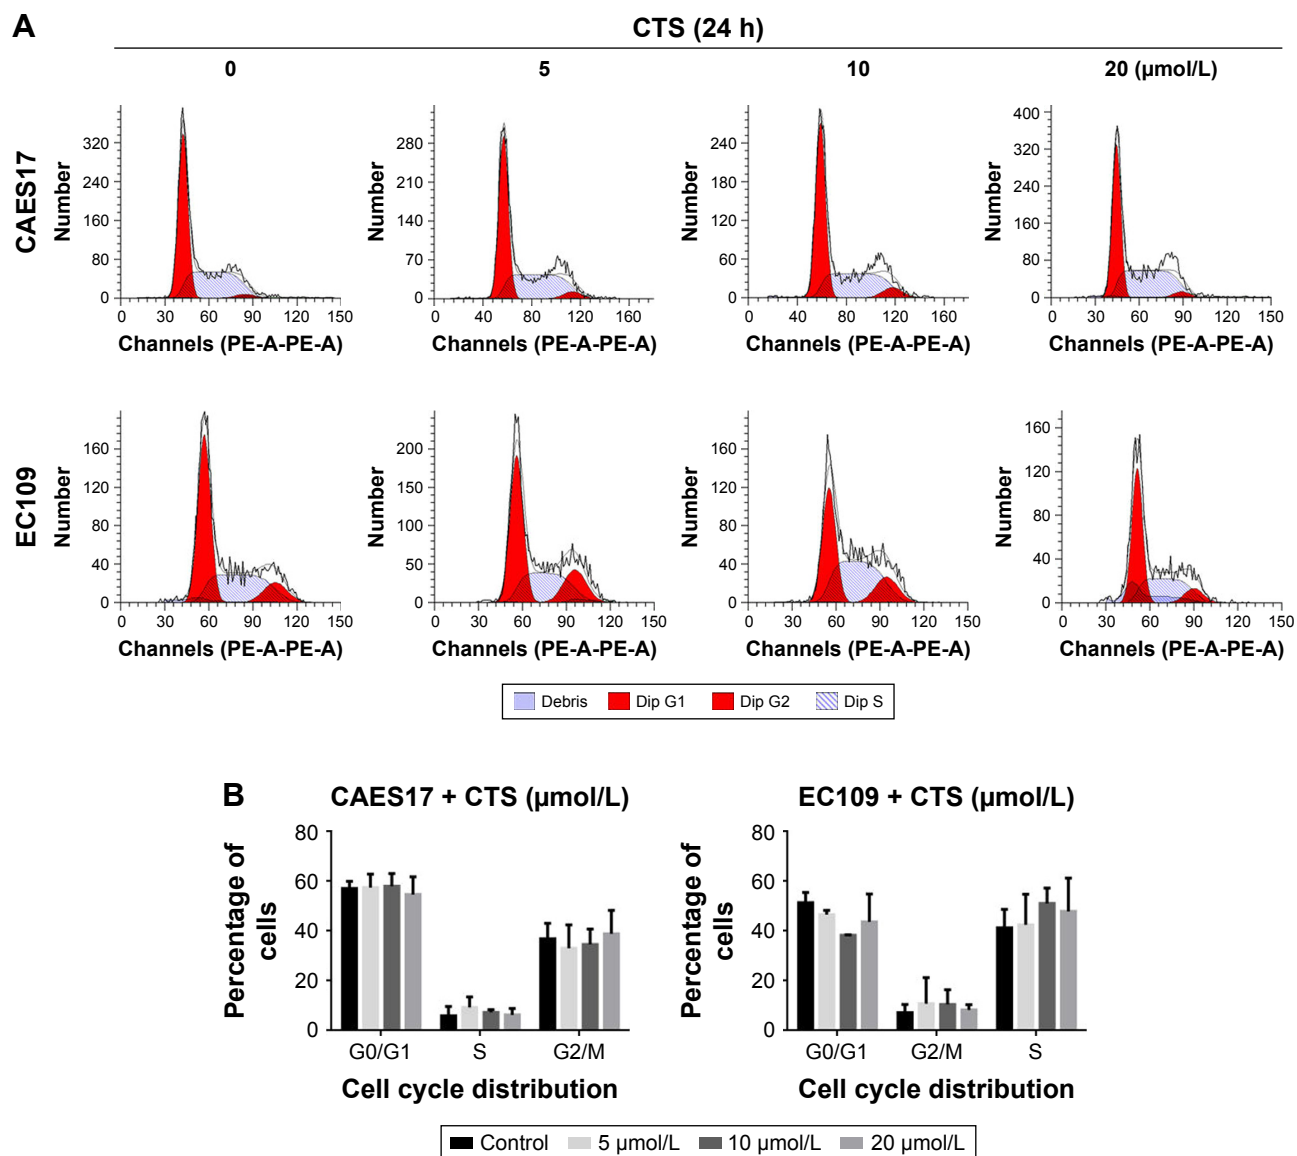 A
CTS (24 h)
0 5 10 20 (µmol/L)
CAES17
Number
320
240
160
80
0
0 30 60 90 120 150
Channels (PE-A-PE-A)
Number
280
210
140
70
0
0 40 80 120 160
Channels (PE-A-PE-A)
Number
240
180
120
60
0
0 40 80 120 160
Channels (PE-A-PE-A)
Number
400
320
240
160
80
0
0 30 60 90 120 150
Channels (PE-A-PE-A)
EC109
Number
160
120
80
40
0
0 30 60 90 120 150
Channels (PE-A-PE-A)
Number
200
150
100
50
0
0 30 60 90 120 150
Channels (PE-A-PE-A)
Number
160
120
80
40
0
0 30 60 90 120 150
Channels (PE-A-PE-A)
Number
160
120
80
40
0
0 30 60 90 120 150
Channels (PE-A-PE-A)
Debris Dip G1 Dip G2 Dip S
B
CAES17 + CTS (µmol/L)
Percentage of
cells
80
60
40
20
0
G0/G1 S G2/M
Cell cycle distribution
EC109 + CTS (µmol/L)
Percentage of
cells
80
60
40
20
0
G0/G1 G2/M S
Cell cycle distribution
Control 5 µmol/L 10 µmol/L 20 µmol/L